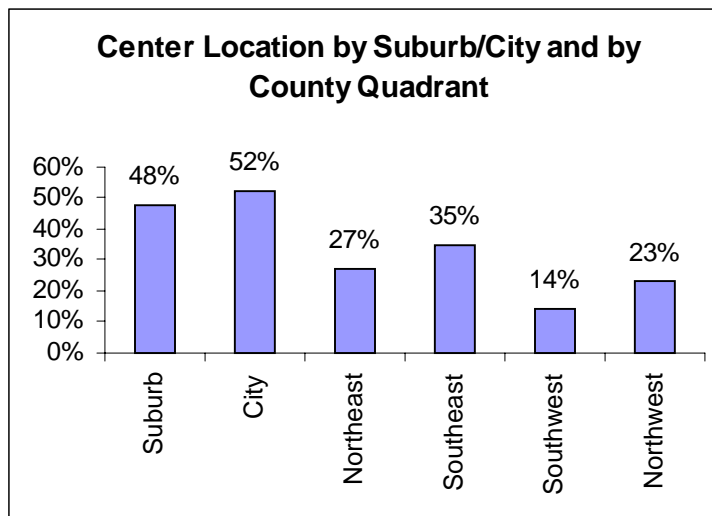 Center Location by Suburb/City and by
County Quadrant
60%
50%
40%
30%
20%
10%
0%
48%
52%
27%
35%
14%
23%
Suburb
City
Northeast
Southeast
Southwest
Northwest